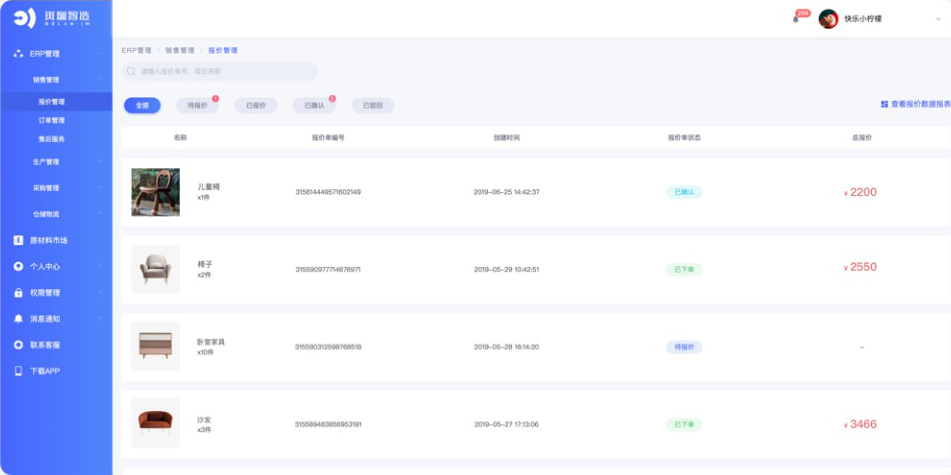 斑斓智造
BELAN·IM
299
快乐小柠檬
ERP管理
销售管理
报价管理
订单管理
售后服务
生产管理
采购管理
仓储物流
原材料市场
个人中心
权限管理
消息通知
联系客服
下载APP
ERP管理 > 销售管理 > 报价管理
请输入报价单号、项目名称
全部 待报价 1 已报价 已确认 5 已驳回
查看报价数据报表
名称 报价单编号 创建时间 报价单状态 总报价
儿童椅
x1件
315614449571602149 2019-06-25 14:42:37 已确认 ¥ 2200
椅子
x2件
315590977714676971 2019-05-29 10:42:51 已下单 ¥ 2550
卧室家具
x10件
315590312598768518 2019-05-28 16:14:20 待报价 –
沙发
x3件
315589463856953191 2019-05-27 17:13:06 已下单 ¥ 3466